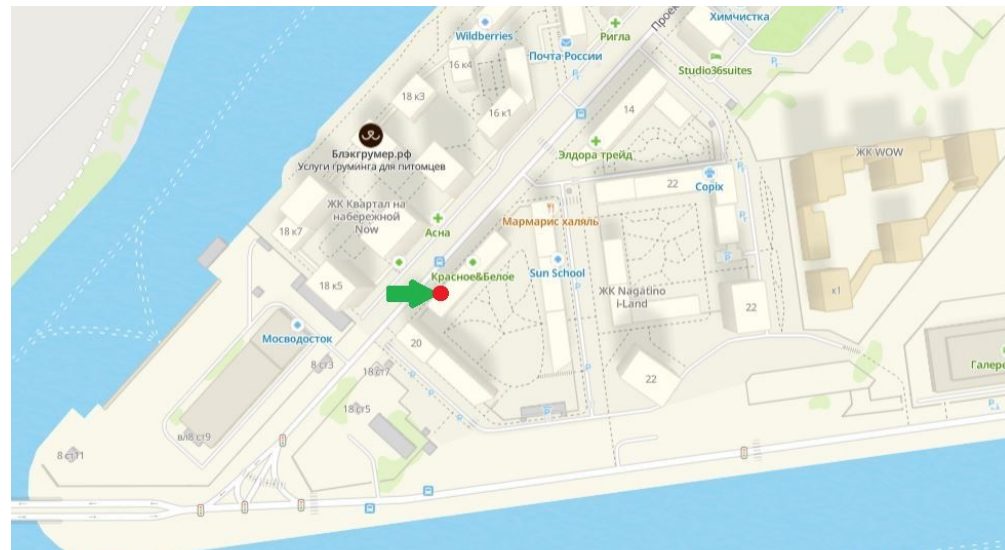 Химчистка
Wildberries
Ригла
Прое
Почта России
16 к4
Studio36suites
18 к3
16 к1
14
Блэкгрумер.рф
Услуги груминга для питомцев
Элдора трейд
ЖК WOW
22
Copix
ЖК Квартал на
набережной
Now
Мармарис халяль
Асна
18 к7
Красное&Белое
Sun School
18 к5
ЖК Nagatino
I-Land
к1
22
Мосводосток
20
8 ст3
18 ст7
Галере
22
18 ст5
вл8 ст9
8 ст11